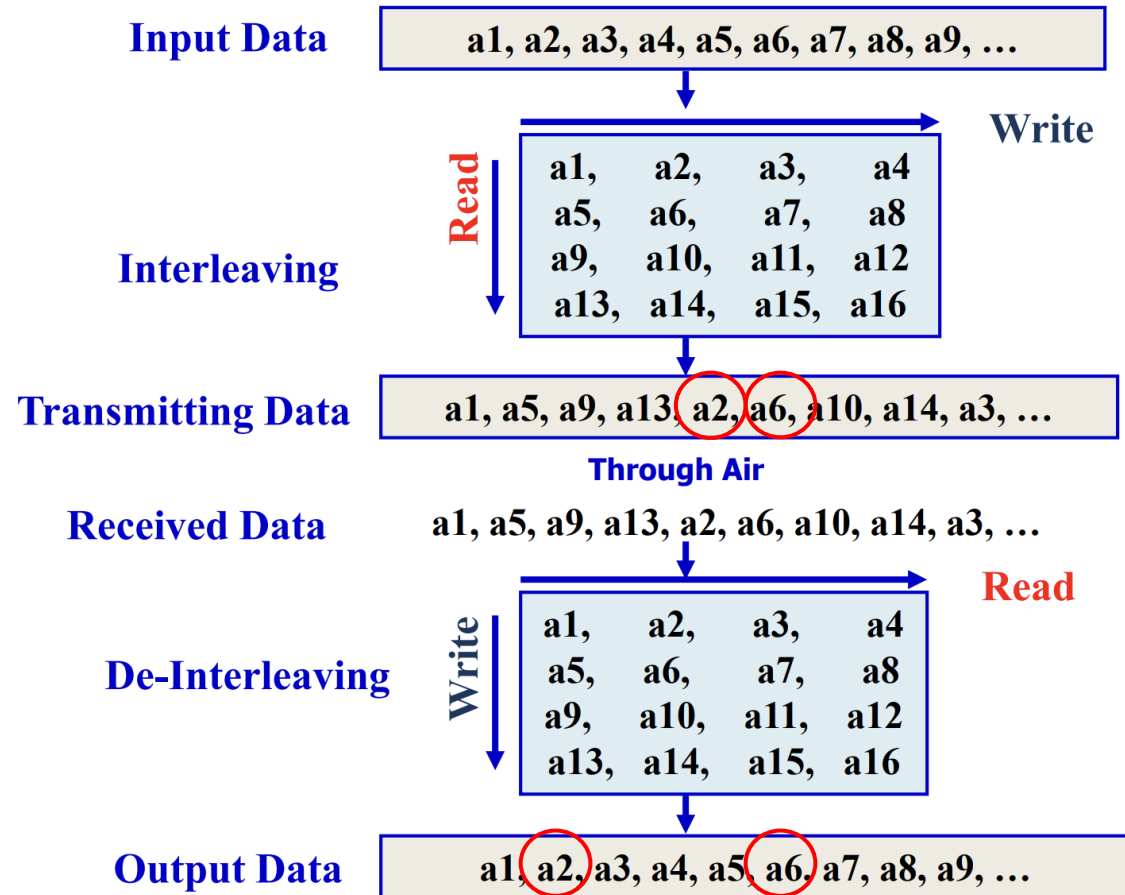 Input Data a1, a2, a3, a4, a5, a6, a7, a8, a9, …
Write
Read
Interleaving
a1, a2, a3, a4
a5, a6, a7, a8
a9, a10, a11, a12
a13, a14, a15, a16
Transmitting Data a1, a5, a9, a13, a2, a6, a10, a14, a3, …
Through Air
Received Data a1, a5, a9, a13, a2, a6, a10, a14, a3, …
Read
Write
De-Interleaving
a1, a2, a3, a4
a5, a6, a7, a8
a9, a10, a11, a12
a13, a14, a15, a16
Output Data a1, a2, a3, a4, a5, a6, a7, a8, a9, …